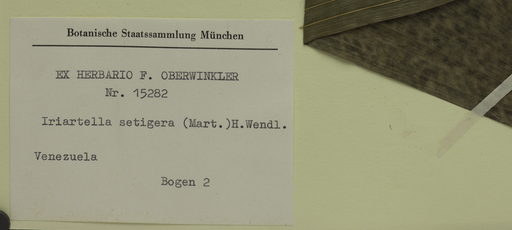 Botanische Staatssammlung München
EX HERBARIO F. OBERWINKLER
Nr. 15282
Iriartella setigera (Mart.)H.Wendl.
Venezuela
Bogen 2